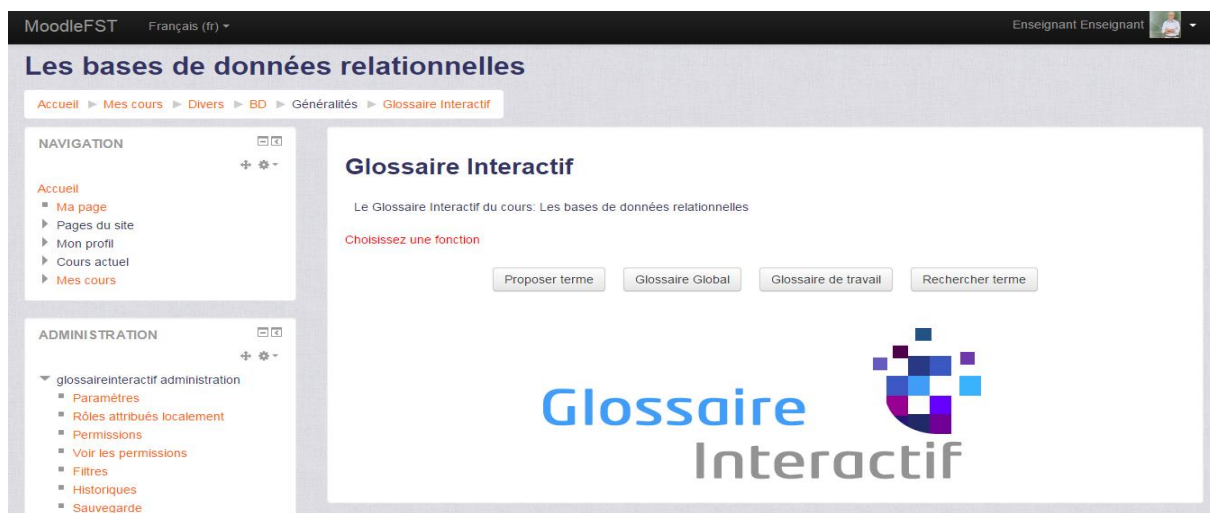 MoodleFST Français (fr) Enseignant Enseignant
Les bases de données relationnelles
Accueil Mes cours Divers BD Généralités Glossaire Interactif
NAVIGATION
Accueil
Ma page
Pages du site
Mon profil
Cours actuel
Mes cours
ADMINISTRATION
glossaireinteractif administration
Paramètres
Rôles attribués localement
Permissions
Voir les permissions
Filtres
Historiques
Sauvegarde
Glossaire Interactif
Le Glossaire Interactif du cours: Les bases de données relationnelles
Choisissez une fonction
Proposer terme Glossaire Global Glossaire de travail Rechercher terme
Glossaire
Interactif